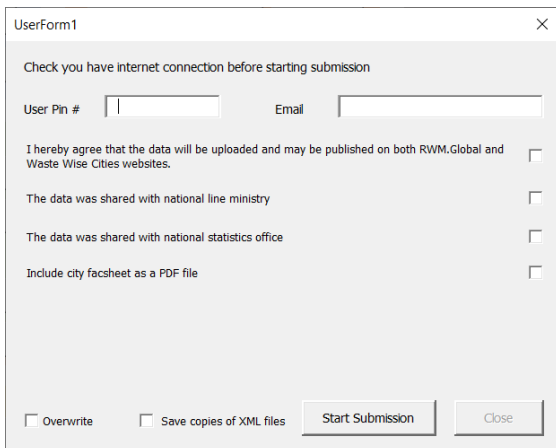 UserForm1
Check you have internet connection before starting submission
User Pin # Email
I hereby agree that the data will be uploaded and may be published on both RWM.Global and
Waste Wise Cities websites.
The data was shared with national line ministry
The data was shared with national statistics office
Include city facsheet as a PDF file
Overwrite Save copies of XML files Start Submission Close